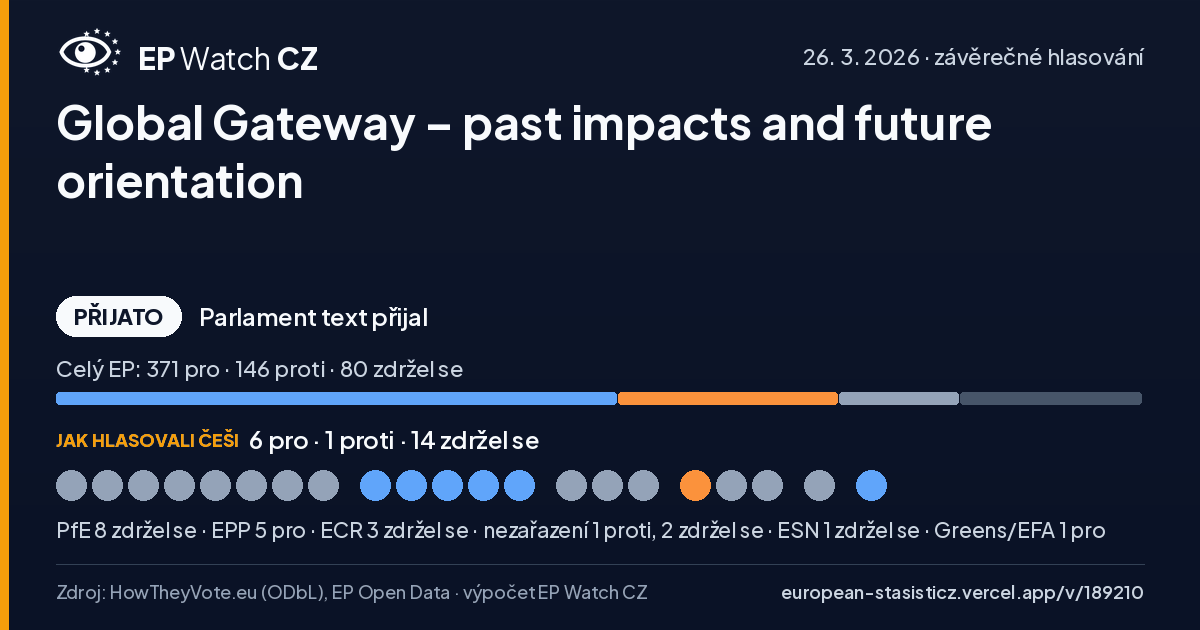 EP Watch CZ
26. 3. 2026 · závěrečné hlasování
Global Gateway – past impacts and future
orientation
PŘIJATO Parlament text přijal
Celý EP: 371 pro · 146 proti · 80 zdržel se
JAK HLASOVALI ČEŠI 6 pro · 1 proti · 14 zdržel se
PfE 8 zdržel se · EPP 5 pro · ECR 3 zdržel se · nezařazení 1 proti, 2 zdržel se · ESN 1 zdržel se · Greens/EFA 1 pro
Zdroj: HowTheyVote.eu (ODbL), EP Open Data · výpočet EP Watch CZ
european-stasisticz.vercel.app/v/189210